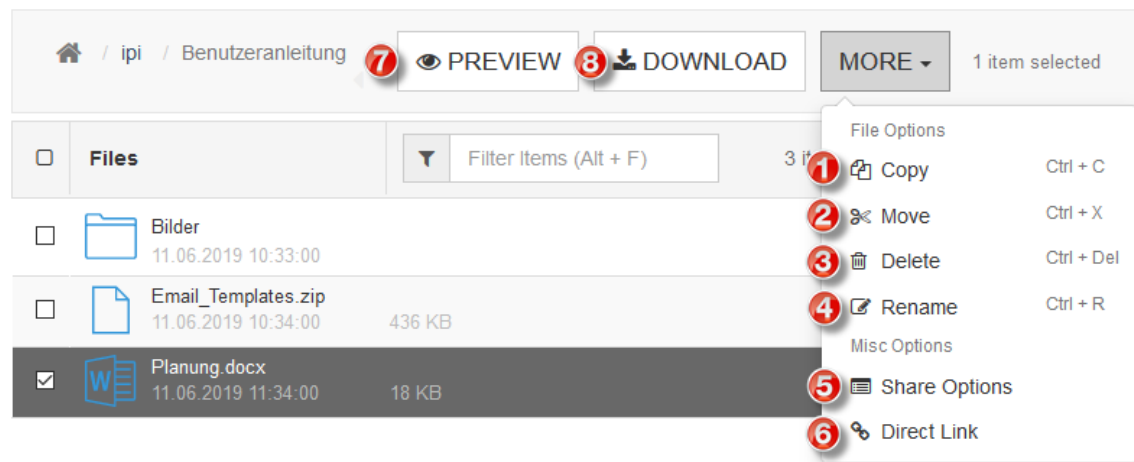 / ipi / Benutzeranleitung 7 PREVIEW 8 DOWNLOAD MORE 1 item selected
Files Filter Items (Alt + F) 3
File Options
1 Copy Ctrl + C
Bilder
11.06.2019 10:33:00
2 Move Ctrl + X
3 Delete Ctrl + Del
Email_Templates.zip
11.06.2019 10:34:00 436 KB
4 Rename Ctrl + R
Misc Options
Planung.docx
11.06.2019 11:34:00 18 KB
W
5 Share Options
6 Direct Link